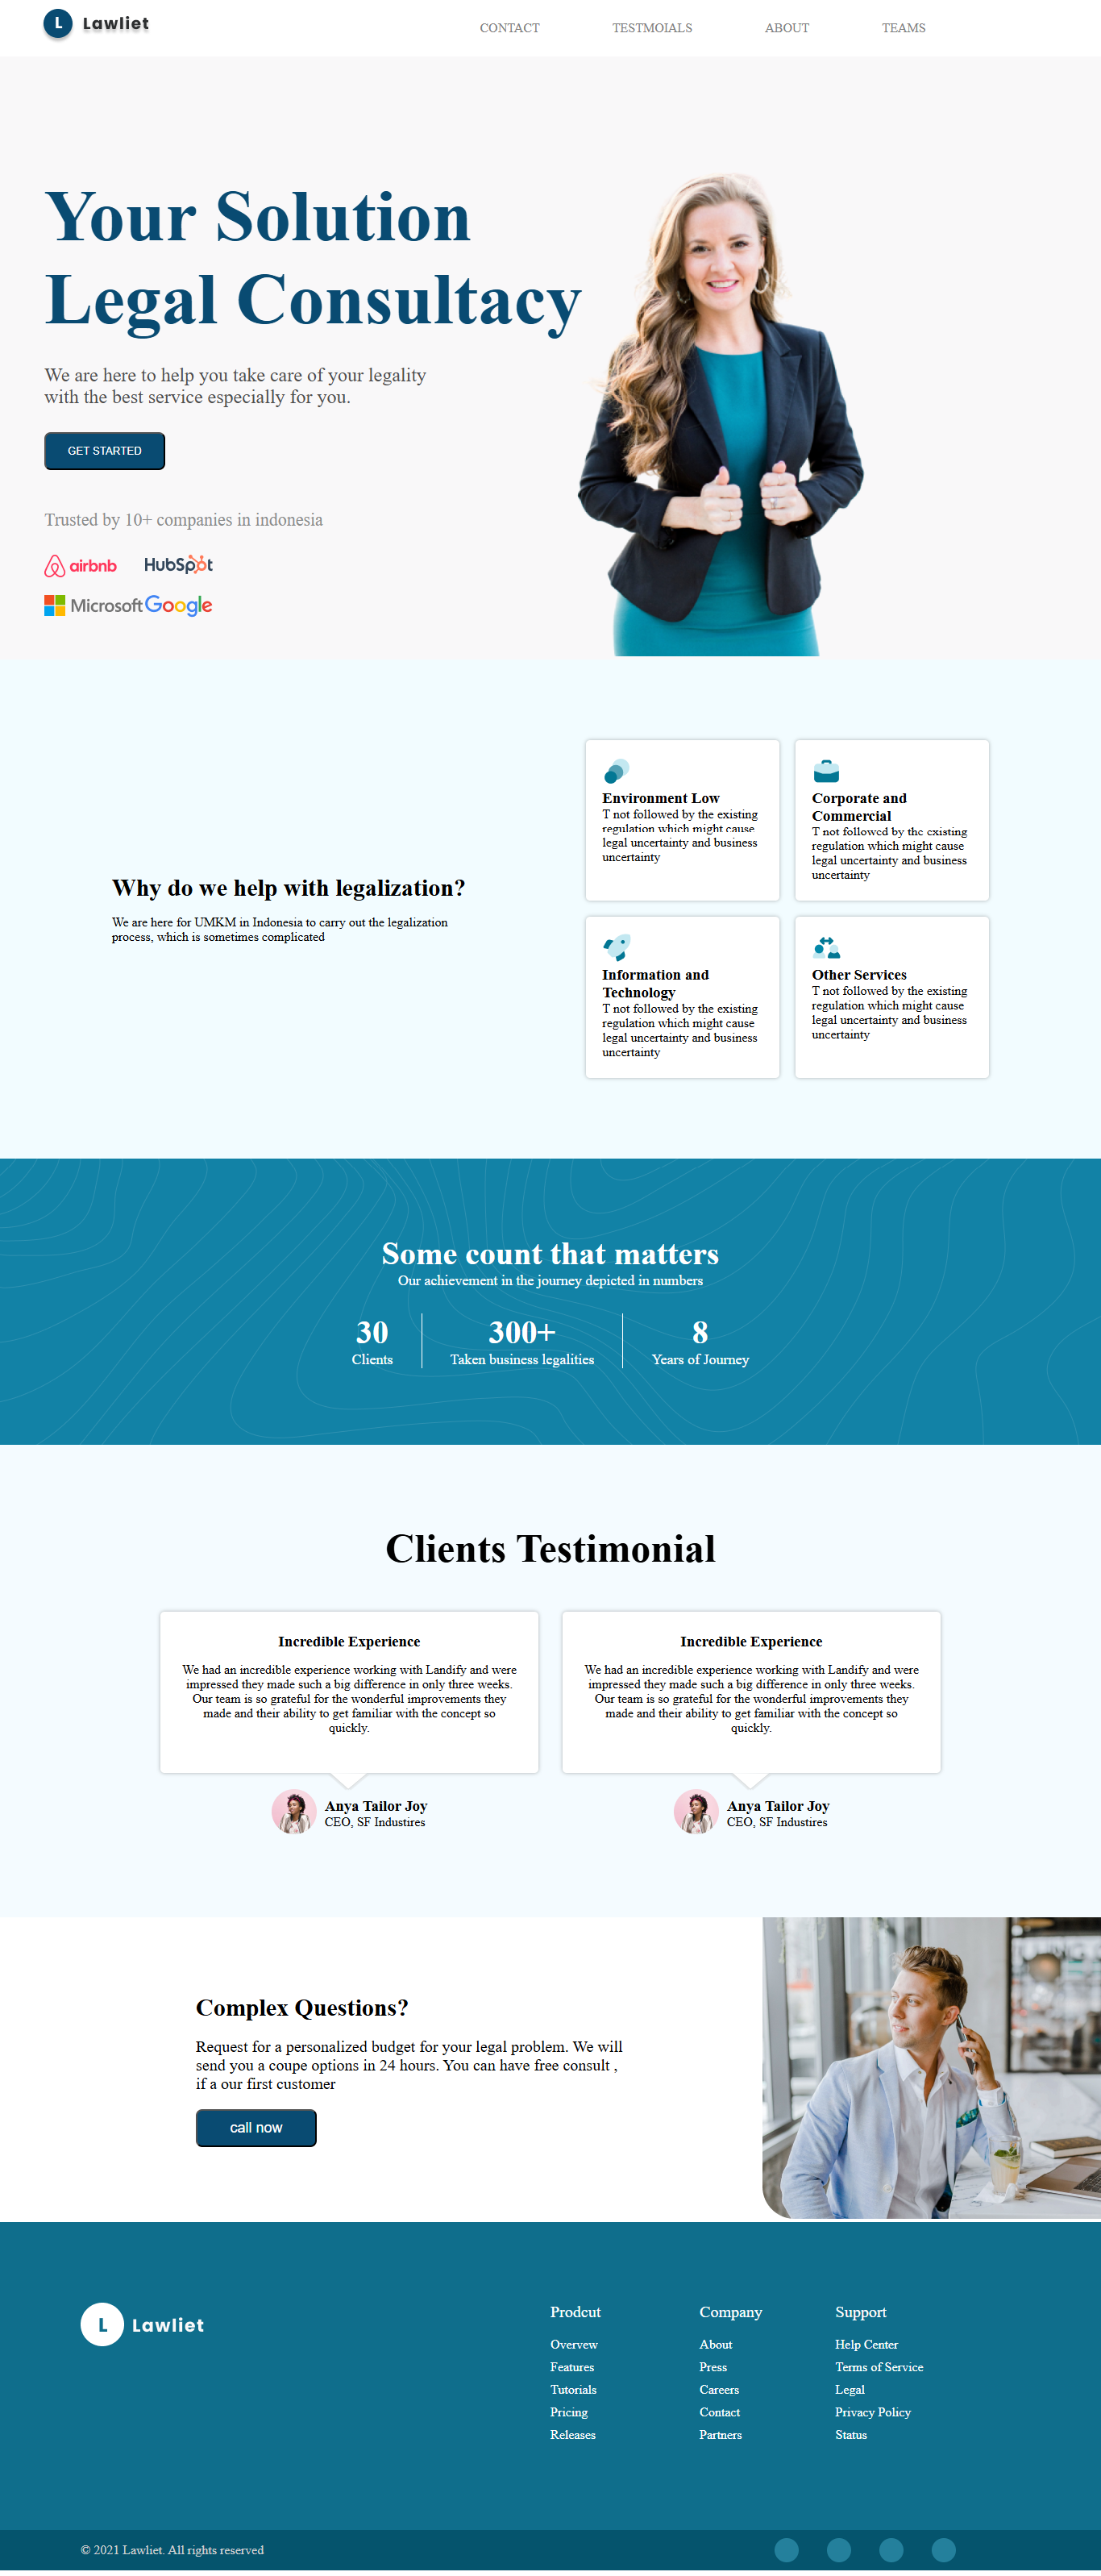 L Lawliet
CONTACT TESTMOIALS ABOUT TEAMS
Your Solution
Legal Consultacy
We are here to help you take care of your legality
with the best service especially for you.
GET STARTED
Trusted by 10+ companies in indonesia
airbnb HubSpot
Microsoft Google
Environment Low
T not followed by the existing
regulation which might cause
legal uncertainty and business
uncertainty
Corporate and
Commercial
T not followed by the existing
regulation which might cause
legal uncertainty and business
uncertainty
Why do we help with legalization?
We are here for UMKM in Indonesia to carry out the legalization
process, which is sometimes complicated
Information and
Technology
T not followed by the existing
regulation which might cause
legal uncertainty and business
uncertainty
Other Services
T not followed by the existing
regulation which might cause
legal uncertainty and business
uncertainty
Some count that matters
Our achievement in the journey depicted in numbers
30
Clients
300+
Taken business legalities
8
Years of Journey
Clients Testimonial
Incredible Experience
We had an incredible experience working with Landify and were
impressed they made such a big difference in only three weeks.
Our team is so grateful for the wonderful improvements they
made and their ability to get familiar with the concept so
quickly.
Anya Tailor Joy
CEO, SF Industires
Incredible Experience
We had an incredible experience working with Landify and were
impressed they made such a big difference in only three weeks.
Our team is so grateful for the wonderful improvements they
made and their ability to get familiar with the concept so
quickly.
Anya Tailor Joy
CEO, SF Industires
Complex Questions?
Request for a personalized budget for your legal problem. We will
send you a coupe options in 24 hours. You can have free consult ,
if a our first customer
call now
L Lawliet
Prodcut
Overvew
Features
Tutorials
Pricing
Releases
Company
About
Press
Careers
Contact
Partners
Support
Help Center
Terms of Service
Legal
Privacy Policy
Status
© 2021 Lawliet. All rights reserved